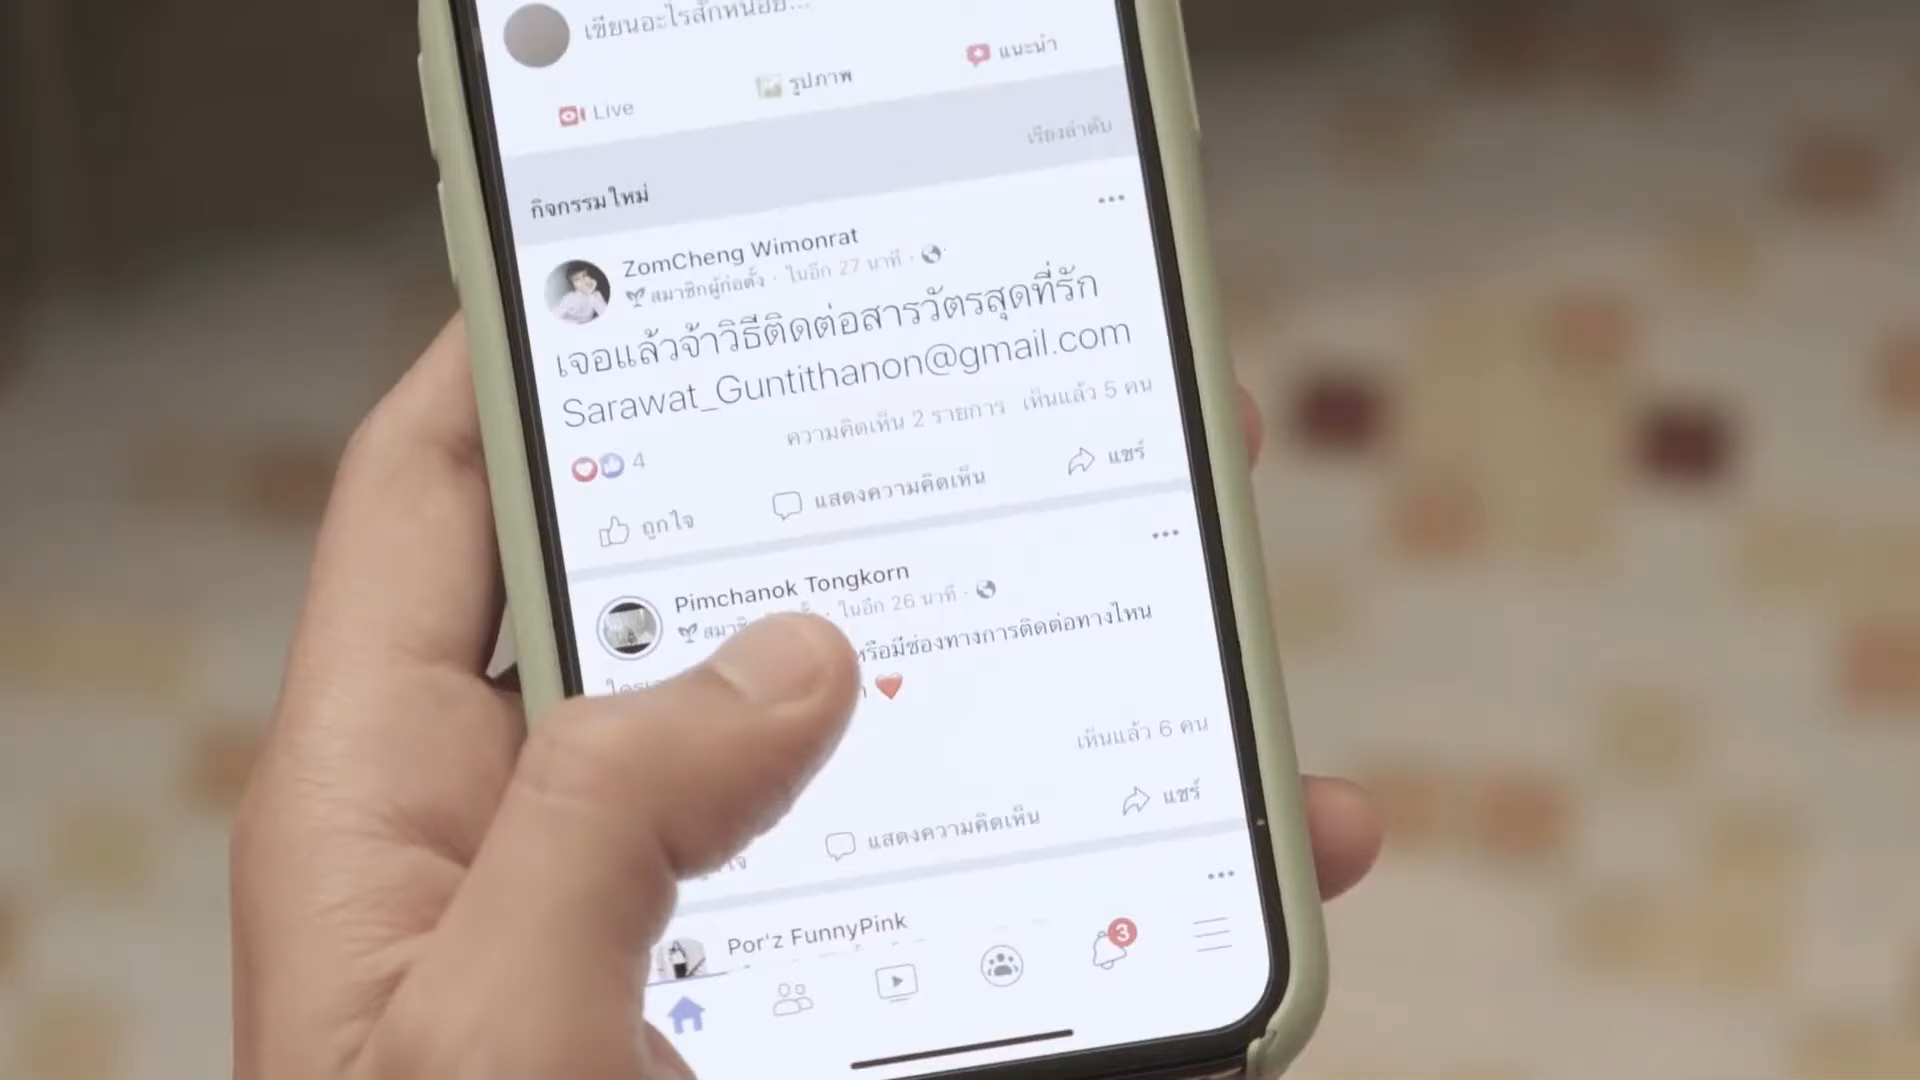 เขียนอะไรสักหน่อย...
Live
รูปภาพ
แนะนำ
เรียงลำดับ
กิจกรรมใหม่
ZomCheng Wimonrat
สมาชิกผู้ก่อตั้ง · ในอีก 27 นาที ·
เจอแล้วจ้าวิธีติดต่อสารวัตรสุดที่รัก
Sarawat_Guntithanon@gmail.com
4
ความคิดเห็น 2 รายการ เห็นแล้ว 5 คน
ถูกใจ
แสดงความคิดเห็น
แชร์
Pimchanok Tongkorn
· ในอีก 26 นาที ·
หรือมีช่องทางการติดต่อทางไหน
❤️
เห็นแล้ว 6 คน
แสดงความคิดเห็น
แชร์
Por'z FunnyPink
3